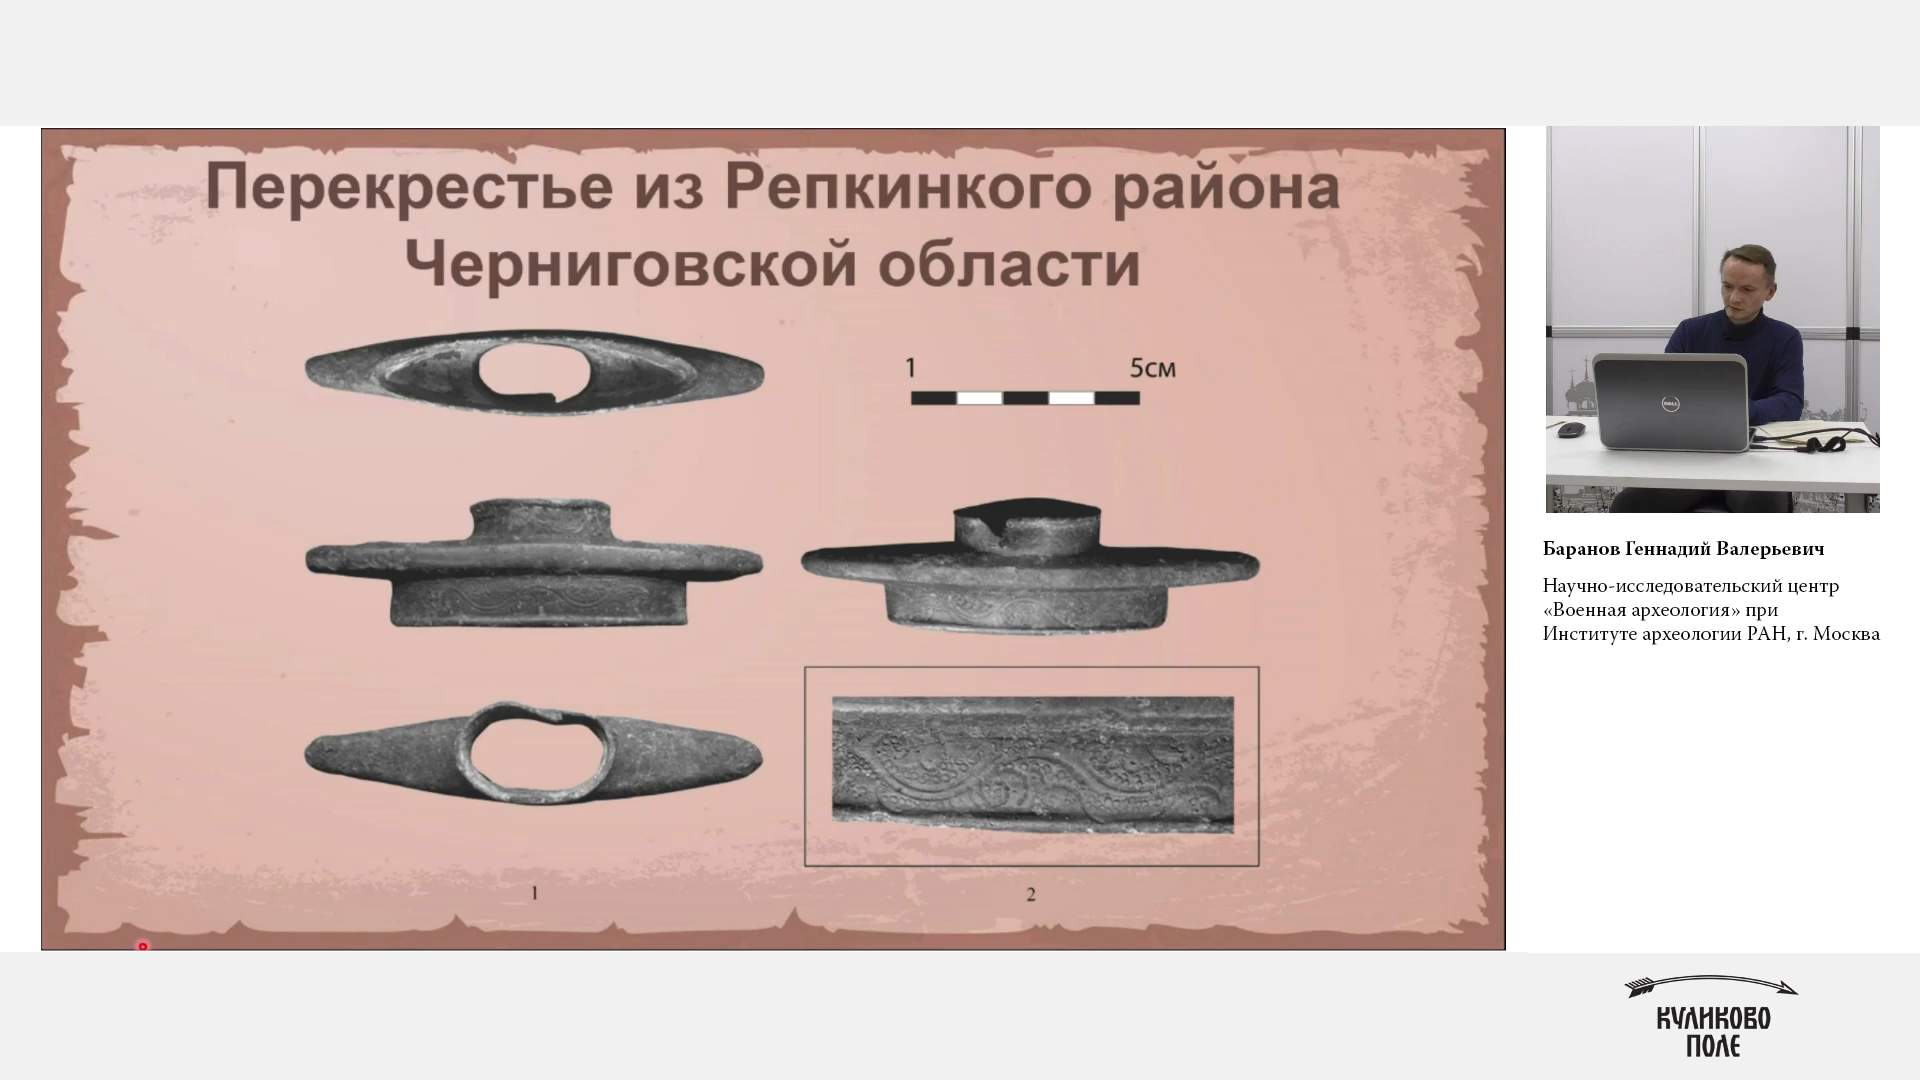 Перекрестье из Репкинкого района
Черниговской области
1
5см
1
2
Баранов Геннадий Валерьевич
Научно-исследовательский центр
«Военная археология» при
Институте археологии РАН, г. Москва
DELL
КУЛИКОВО
ПОЛЕ